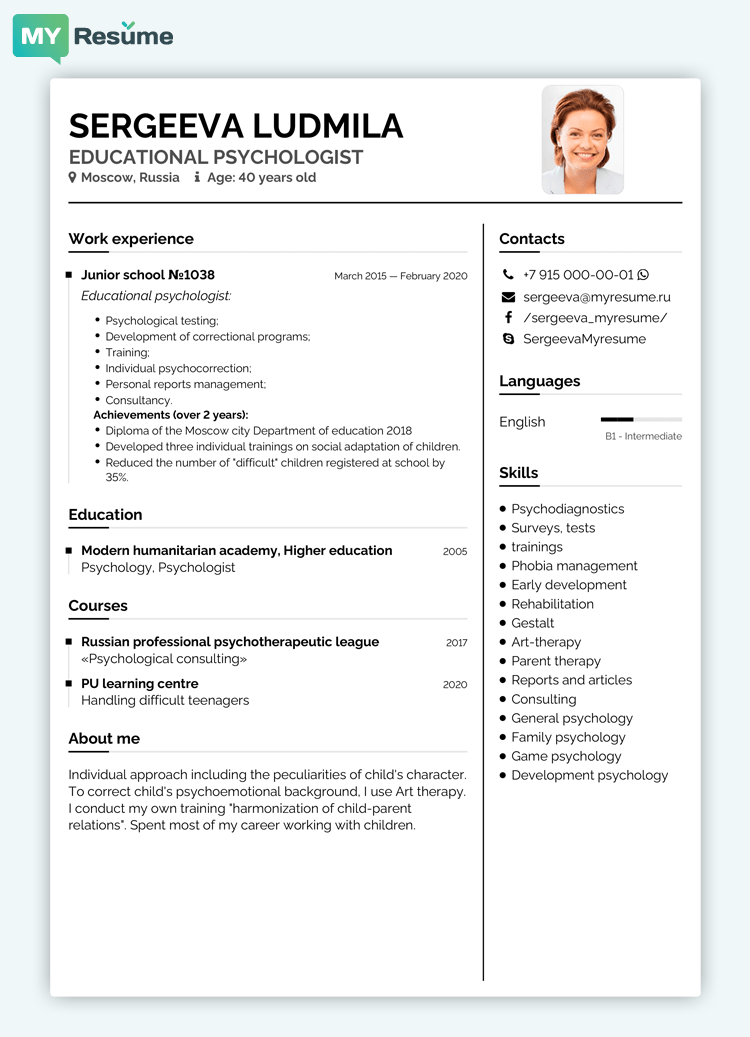 MY Resume
SERGEEVA LUDMILA
EDUCATIONAL PSYCHOLOGIST
Moscow, Russia Age: 40 years old
Work experience
Junior school №1038 March 2015 — February 2020
Educational psychologist:
• Psychological testing;
• Development of correctional programs;
• Training;
• Individual psychocorrection;
• Personal reports management;
• Consultancy.
Achievements (over 2 years):
• Diploma of the Moscow city Department of education 2018
• Developed three individual trainings on social adaptation of children.
• Reduced the number of "difficult" children registered at school by
35%.
Education
Modern humanitarian academy, Higher education 2005
Psychology, Psychologist
Courses
Russian professional psychotherapeutic league 2017
«Psychological consulting»
PU learning centre 2020
Handling difficult teenagers
About me
Individual approach including the peculiarities of child's character.
To correct child's psychoemotional background, I use Art therapy.
I conduct my own training "harmonization of child-parent
relations". Spent most of my career working with children.
Contacts
+7 915 000-00-01
sergeeva@myresume.ru
/sergeeva_myresume/
SergeevaMyresume
Languages
English
B1 - Intermediate
Skills
• Psychodiagnostics
• Surveys, tests
• trainings
• Phobia management
• Early development
• Rehabilitation
• Gestalt
• Art-therapy
• Parent therapy
• Reports and articles
• Consulting
• General psychology
• Family psychology
• Game psychology
• Development psychology